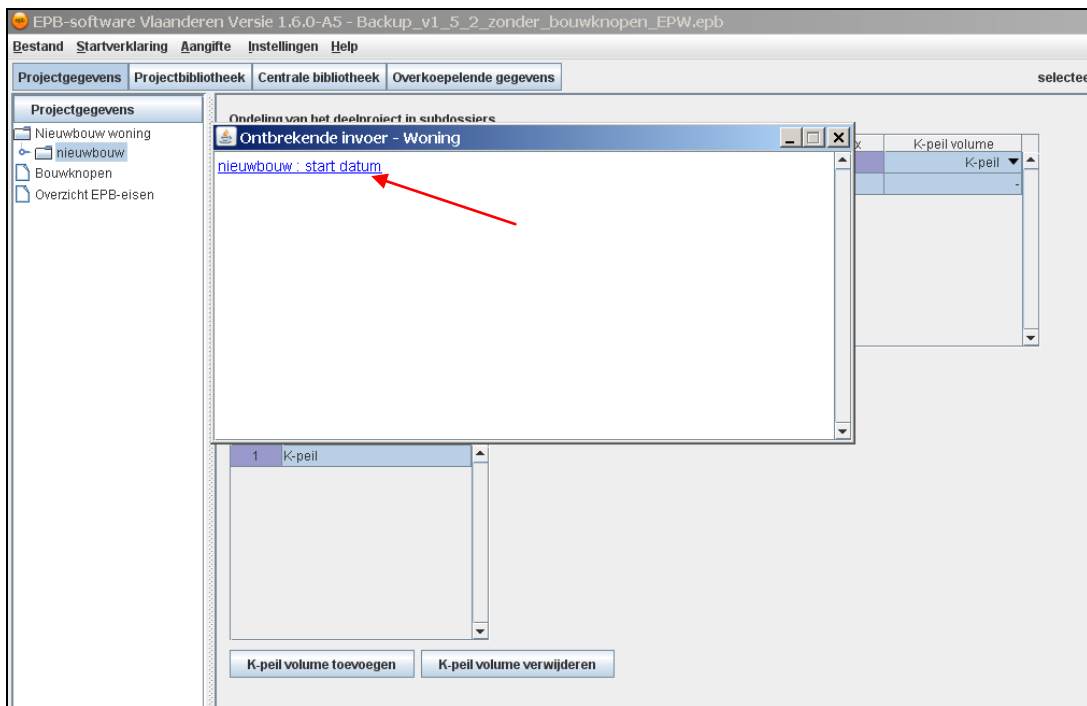 EPB-software Vlaanderen Versie 1.6.0-A5 - Backup_v1_5_2_zonder_bouwknopen_EPW.epb
Bestand Startverklaring Aangifte Instellingen Help
Projectgegevens Projectbibliotheek Centrale bibliotheek Overkoepelende gegevens selectee
Projectgegevens
Nieuwbouw woning
nieuwbouw
Bouwknopen
Overzicht EPB-eisen
Opdeling van het deelproject in subdossiers
Ontbrekende invoer - Woning
nieuwbouw : start datum
x K-peil volume
K-peil
-
1 K-peil
K-peil volume toevoegen K-peil volume verwijderen